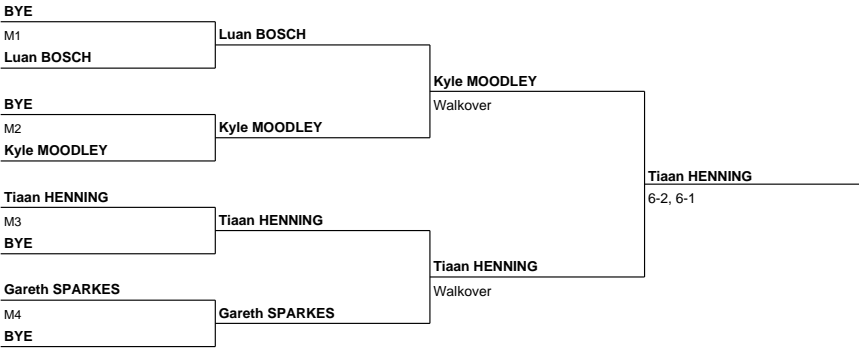 BYE
M1
Luan BOSCH
Luan BOSCH
BYE
M2
Kyle MOODLEY
Kyle MOODLEY
Kyle MOODLEY
Walkover
Tiaan HENNING
M3
BYE
Tiaan HENNING
Gareth SPARKES
M4
BYE
Gareth SPARKES
Tiaan HENNING
Walkover
Tiaan HENNING
6-2, 6-1